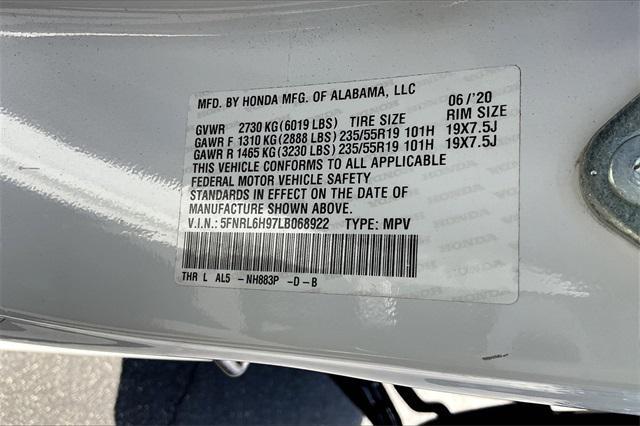 MFD. BY HONDA MFG. OF ALABAMA, LLC 06/'20
GVWR 2730 KG(6019 LBS) TIRE SIZE RIM SIZE
GAWR F 1310 KG(2888 LBS) 235/55R19 101H 19X7.5J
GAWR R 1465 KG(3230 LBS) 235/55R19 101H 19X7.5J
THIS VEHICLE CONFORMS TO ALL APPLICABLE
FEDERAL MOTOR VEHICLE SAFETY
STANDARDS IN EFFECT ON THE DATE OF
MANUFACTURE SHOWN ABOVE.
V.I.N.: 5FNRL6H97LB068922 TYPE: MPV
THR L AL5 -NH883P -D-B